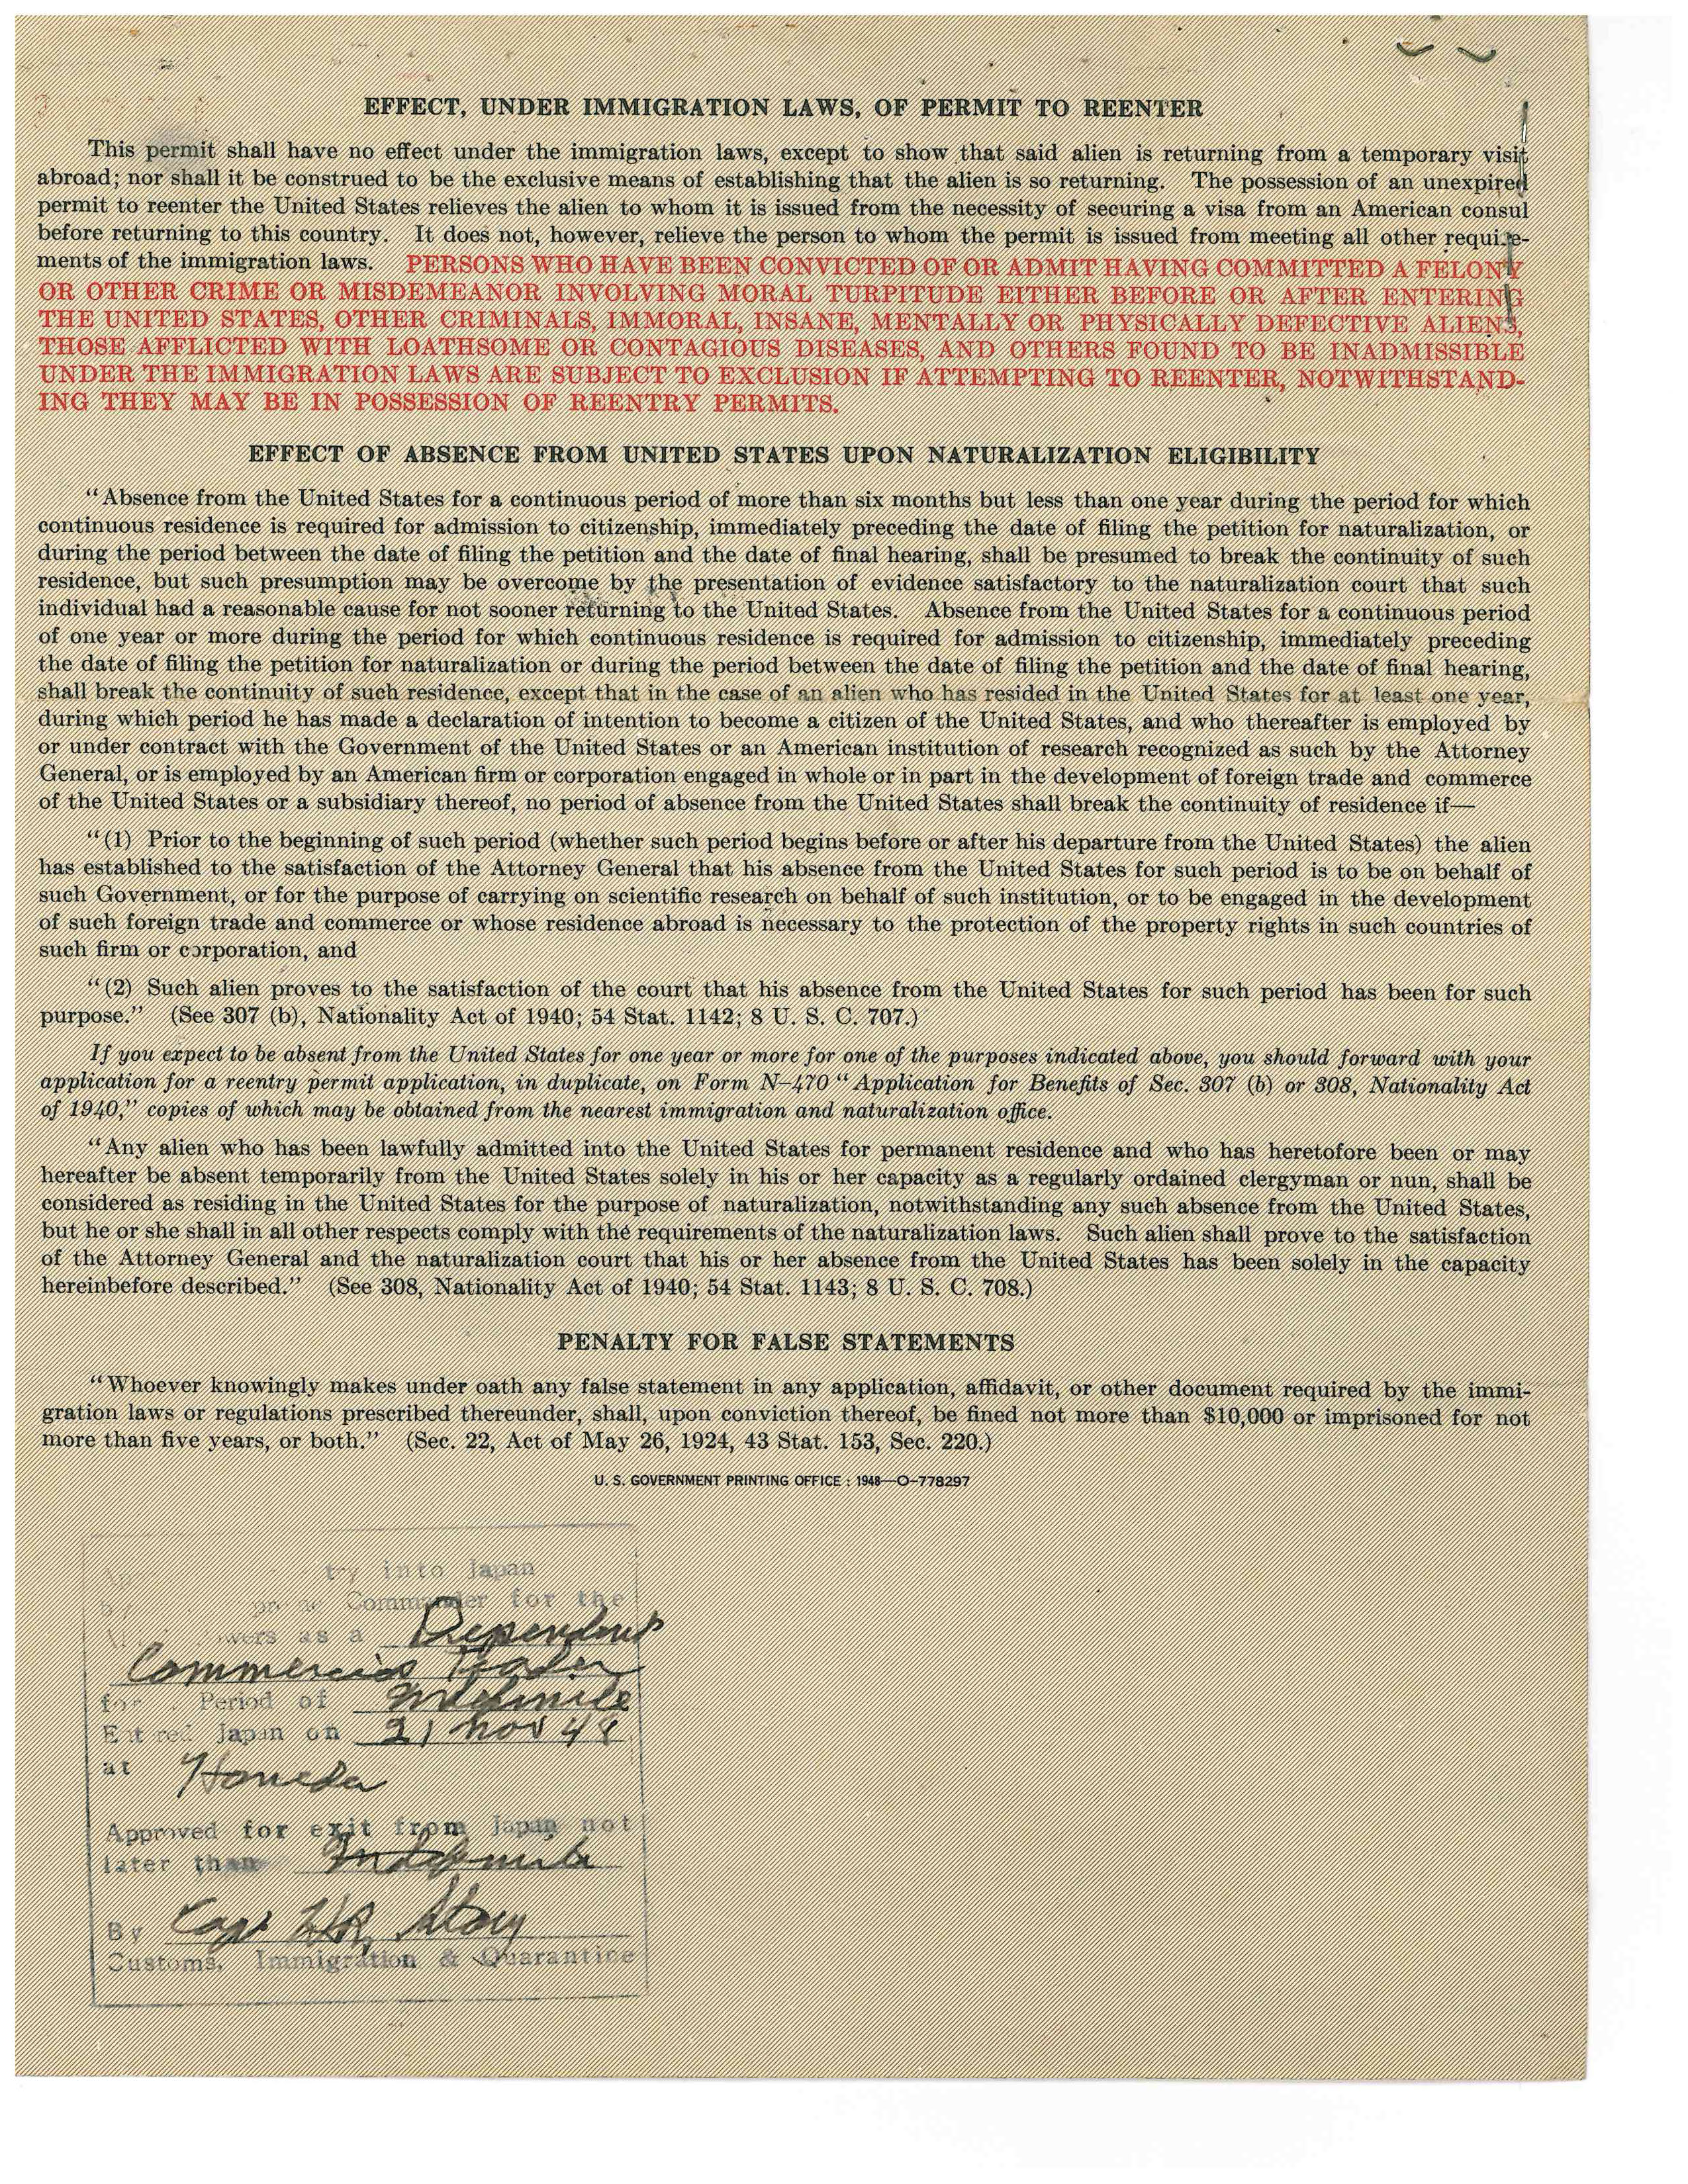 EFFECT, UNDER IMMIGRATION LAWS, OF PERMIT TO REENTER
This permit shall have no effect under the immigration laws, except to show that said alien is returning from a temporary visit
abroad; nor shall it be construed to be the exclusive means of establishing that the alien is so returning. The possession of an unexpired
permit to reenter the United States relieves the alien to whom it is issued from the necessity of securing a visa from an American consul
before returning to this country. It does not, however, relieve the person to whom the permit is issued from meeting all other require-
ments of the immigration laws. PERSONS WHO HAVE BEEN CONVICTED OF OR ADMIT HAVING COMMITTED A FELONY
OR OTHER CRIME OR MISDEMEANOR INVOLVING MORAL TURPITUDE EITHER BEFORE OR AFTER ENTERING
THE UNITED STATES, OTHER CRIMINALS, IMMORAL, INSANE, MENTALLY OR PHYSICALLY DEFECTIVE ALIENS,
THOSE AFFLICTED WITH LOATHSOME OR CONTAGIOUS DISEASES, AND OTHERS FOUND TO BE INADMISSIBLE
UNDER THE IMMIGRATION LAWS ARE SUBJECT TO EXCLUSION IF ATTEMPTING TO REENTER, NOTWITHSTAND-
ING THEY MAY BE IN POSSESSION OF REENTRY PERMITS.
EFFECT OF ABSENCE FROM UNITED STATES UPON NATURALIZATION ELIGIBILITY
“Absence from the United States for a continuous period of more than six months but less than one year during the period for which
continuous residence is required for admission to citizenship, immediately preceding the date of filing the petition for naturalization, or
during the period between the date of filing the petition and the date of final hearing, shall be presumed to break the continuity of such
residence, but such presumption may be overcome by the presentation of evidence satisfactory to the naturalization court that such
individual had a reasonable cause for not sooner returning to the United States. Absence from the United States for a continuous period
of one year or more during the period for which continuous residence is required for admission to citizenship, immediately preceding
the date of filing the petition for naturalization or during the period between the date of filing the petition and the date of final hearing,
shall break the continuity of such residence, except that in the case of an alien who has resided in the United States for at least one year,
during which period he has made a declaration of intention to become a citizen of the United States, and who thereafter is employed by
or under contract with the Government of the United States or an American institution of research recognized as such by the Attorney
General, or is employed by an American firm or corporation engaged in whole or in part in the development of foreign trade and commerce
of the United States or a subsidiary thereof, no period of absence from the United States shall break the continuity of residence if—
“(1) Prior to the beginning of such period (whether such period begins before or after his departure from the United States) the alien
has established to the satisfaction of the Attorney General that his absence from the United States for such period is to be on behalf of
such Government, or for the purpose of carrying on scientific research on behalf of such institution, or to be engaged in the development
of such foreign trade and commerce or whose residence abroad is necessary to the protection of the property rights in such countries of
such firm or corporation, and
“(2) Such alien proves to the satisfaction of the court that his absence from the United States for such period has been for such
purpose.” (See 307 (b), Nationality Act of 1940; 54 Stat. 1142; 8 U. S. C. 707.)
If you expect to be absent from the United States for one year or more for one of the purposes indicated above, you should forward with your
application for a reentry permit application, in duplicate, on Form N-470 “Application for Benefits of Sec. 307 (b) or 308, Nationality Act
of 1940,” copies of which may be obtained from the nearest immigration and naturalization office.
“Any alien who has been lawfully admitted into the United States for permanent residence and who has heretofore been or may
hereafter be absent temporarily from the United States solely in his or her capacity as a regularly ordained clergyman or nun, shall be
considered as residing in the United States for the purpose of naturalization, notwithstanding any such absence from the United States,
but he or she shall in all other respects comply with the requirements of the naturalization laws. Such alien shall prove to the satisfaction
of the Attorney General and the naturalization court that his or her absence from the United States has been solely in the capacity
hereinbefore described.” (See 308, Nationality Act of 1940; 54 Stat. 1143; 8 U. S. C. 708.)
PENALTY FOR FALSE STATEMENTS
“Whoever knowingly makes under oath any false statement in any application, affidavit, or other document required by the immi-
gration laws or regulations prescribed thereunder, shall, upon conviction thereof, be fined not more than $10,000 or imprisoned for not
more than five years, or both.” (Sec. 22, Act of May 26, 1924, 43 Stat. 153, Sec. 220.)
U. S. GOVERNMENT PRINTING OFFICE : 1948—O-778297
into Japan
by Commander for the
as a Dependent
Commercial Trader
for Period of Indefinite
Entered Japan on 21 Nov 48
at Haneda
Approved for exit from Japan not
later than Indefinite
By Capt Story
Customs, Immigration & Quarantine